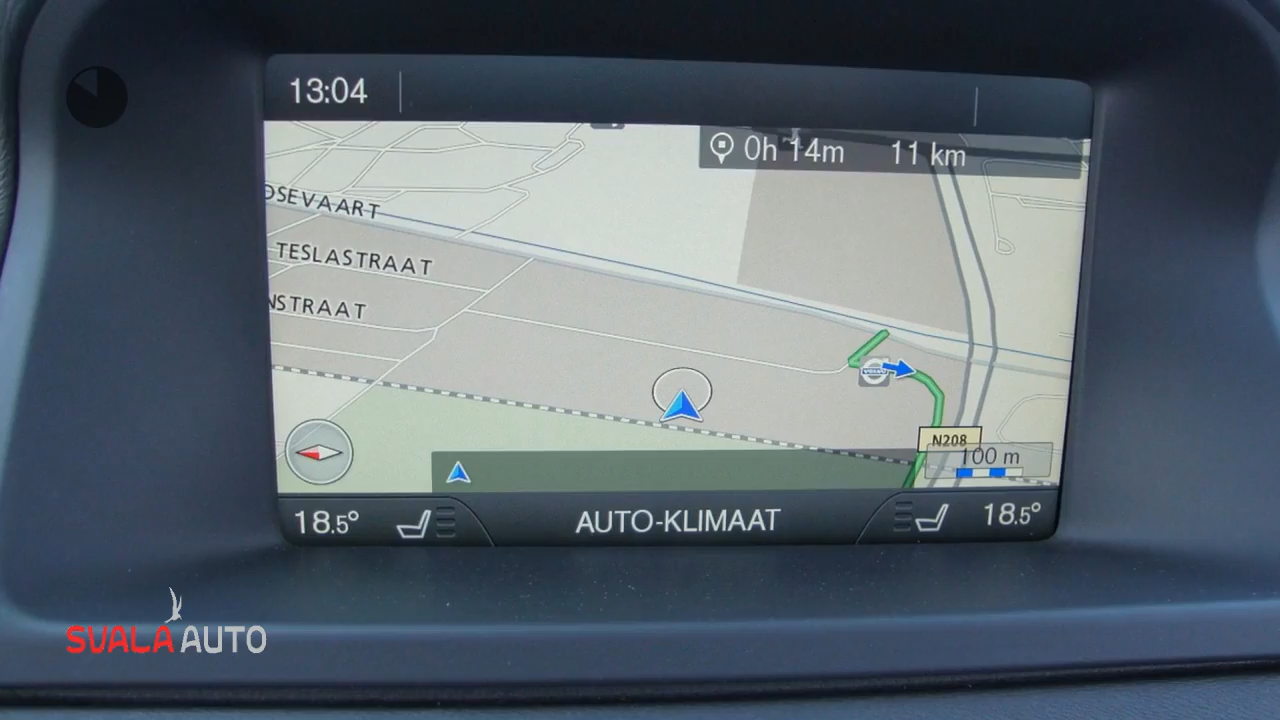 13:04
0h 14m 11 km
OSEVAART
TESLASTRAAT
NSTRAAT
VOLVO
N208
100 m
18.5° AUTO-KLIMAAT 18.5°
SVALA AUTO